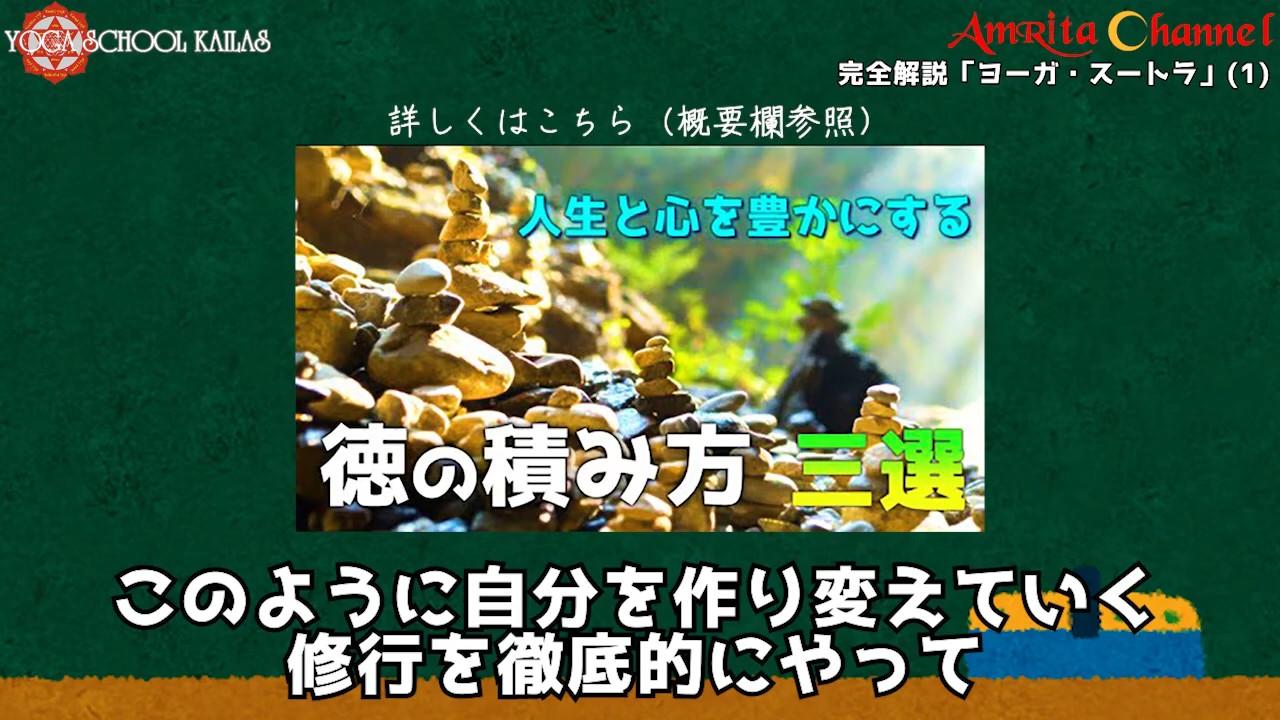 YOGA SCHOOL KAILAS
Amrita Channel
完全解説「ヨーガ・スートラ」(1)
詳しくはこちら（概要欄参照）
人生と心を豊かにする
徳の積み方 三選
このように自分を作り変えていく
修行を徹底的にやって